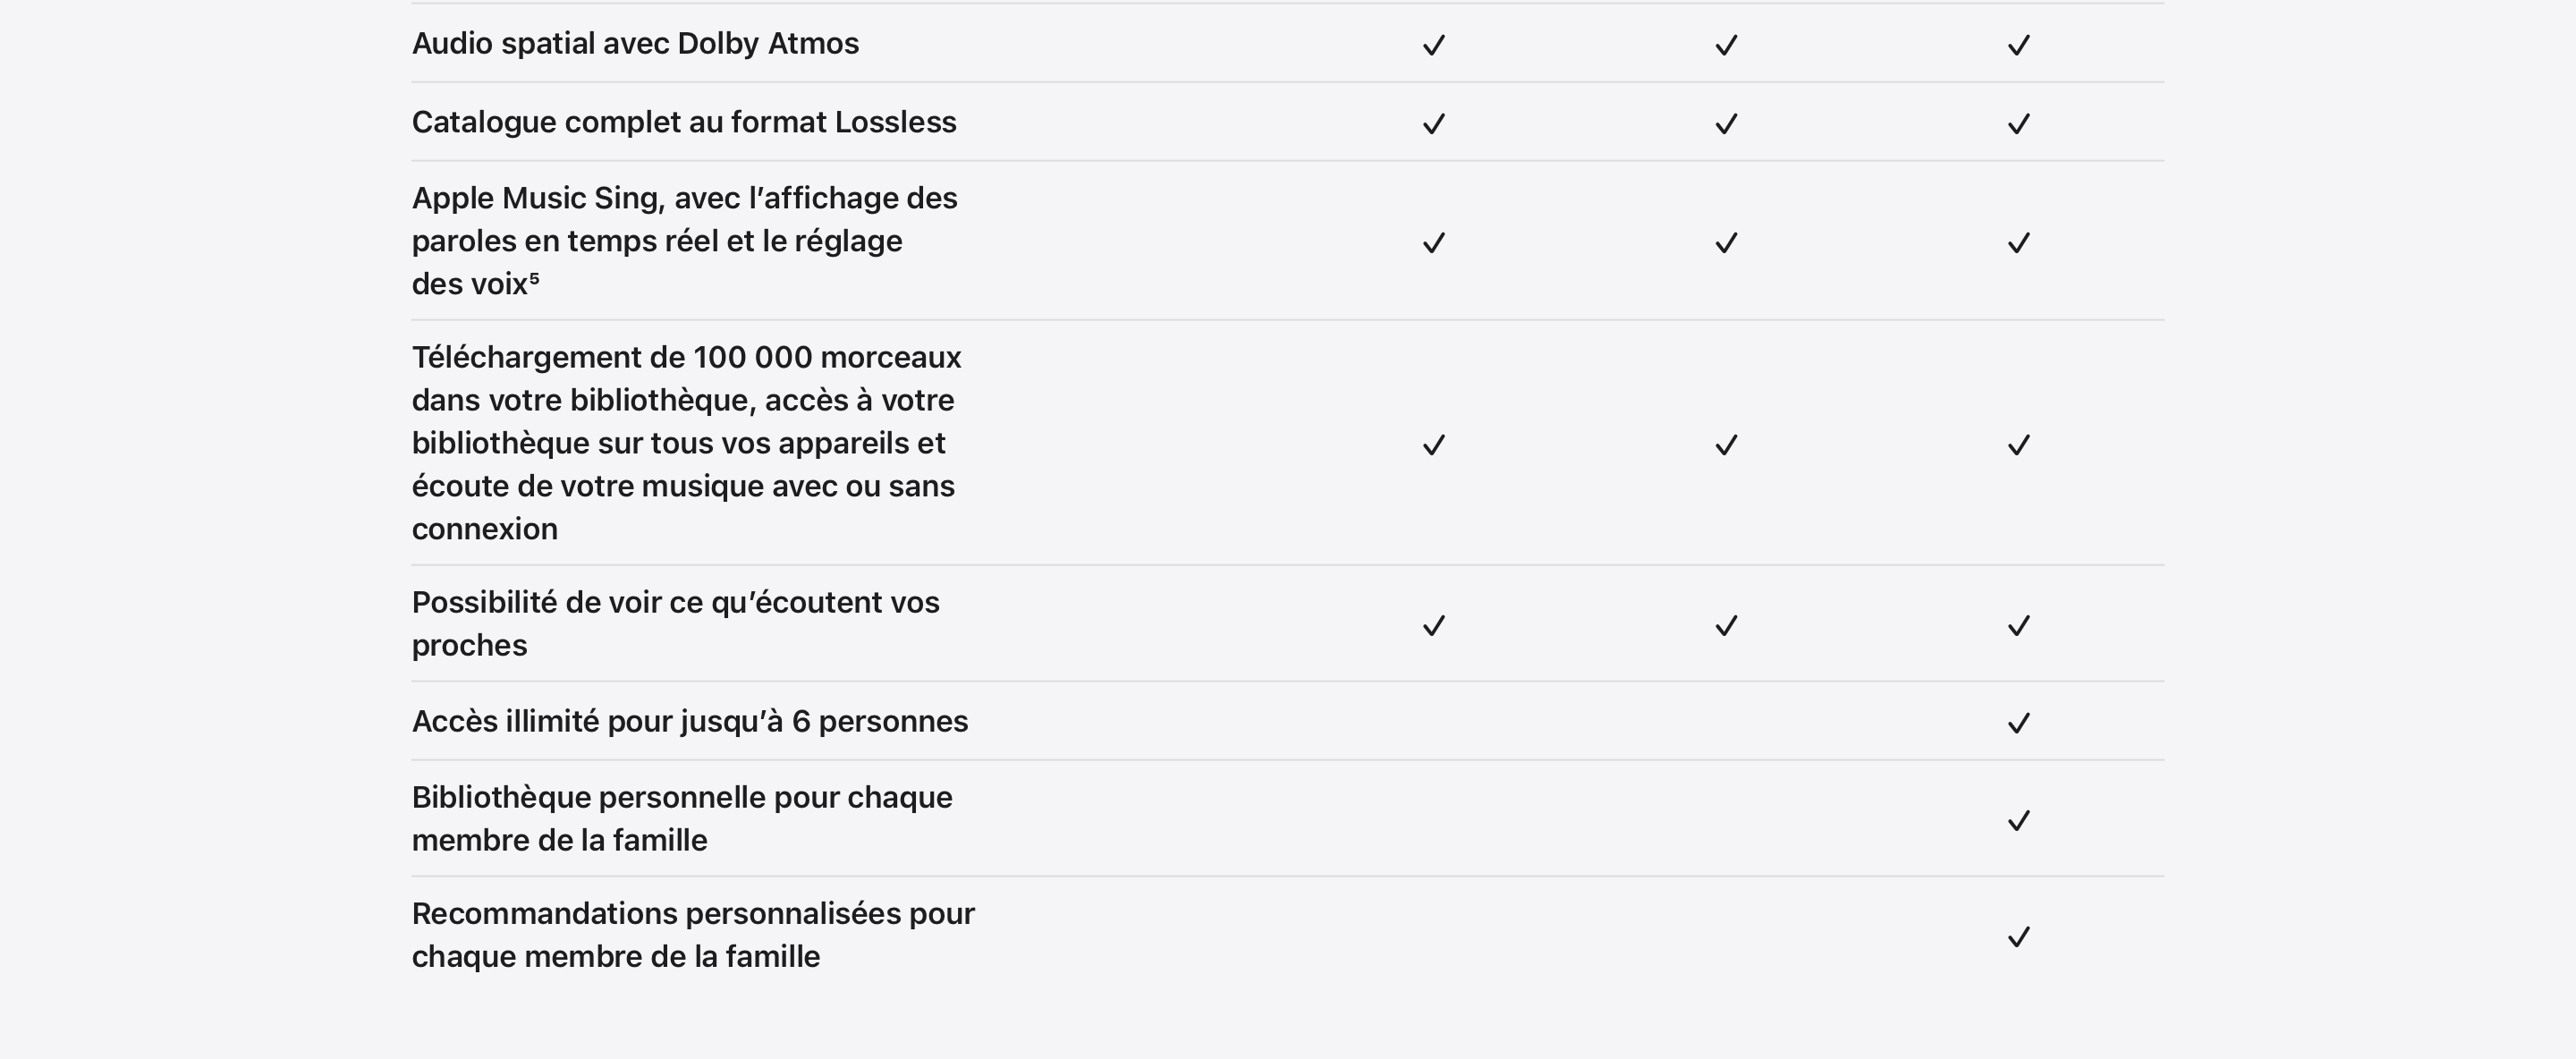 Audio spatial avec Dolby Atmos
Catalogue complet au format Lossless
Apple Music Sing, avec l’affichage des
paroles en temps réel et le réglage
des voix⁵
Téléchargement de 100 000 morceaux
dans votre bibliothèque, accès à votre
bibliothèque sur tous vos appareils et
écoute de votre musique avec ou sans
connexion
Possibilité de voir ce qu’écoutent vos
proches
Accès illimité pour jusqu’à 6 personnes
Bibliothèque personnelle pour chaque
membre de la famille
Recommandations personnalisées pour
chaque membre de la famille